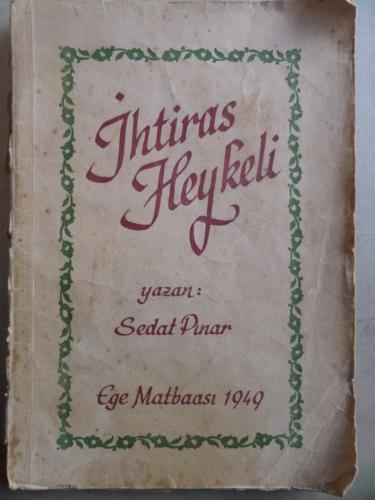 İhtiras
Heykeli
yazan:
Sedat Pınar
Ege Matbaası 1949